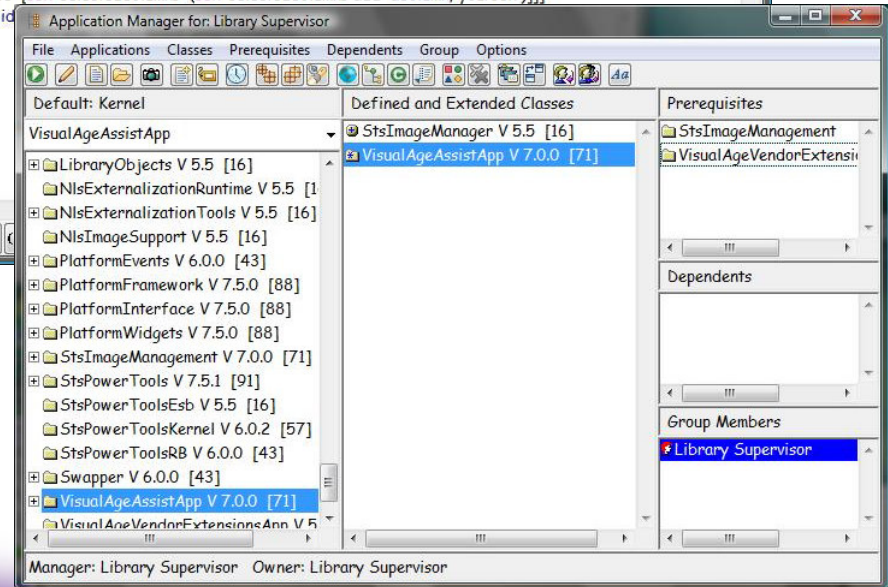 Application Manager for: Library Supervisor
File Applications Classes Prerequisites Dependents Group Options
Aa
Default: Kernel
VisualAgeAssistApp
LibraryObjects V 5.5 [16]
NlsExternalizationRuntime V 5.5 [1
NlsExternalizationTools V 5.5 [16]
NlsImageSupport V 5.5 [16]
PlatformEvents V 6.0.0 [43]
PlatformFramework V 7.5.0 [88]
PlatformInterface V 7.5.0 [88]
PlatformWidgets V 7.5.0 [88]
StsImageManagement V 7.0.0 [71]
StsPowerTools V 7.5.1 [91]
StsPowerToolsEsb V 5.5 [16]
StsPowerToolsKernel V 6.0.2 [57]
StsPowerToolsRB V 6.0.0 [43]
Swapper V 6.0.0 [43]
VisualAgeAssistApp V 7.0.0 [71]
VisualAgeVendorExtensionsApp V 5
Defined and Extended Classes
StsImageManager V 5.5 [16]
VisualAgeAssistApp V 7.0.0 [71]
Prerequisites
StsImageManagement
VisualAgeVendorExtensi
Dependents
Group Members
Library Supervisor
Manager: Library Supervisor Owner: Library Supervisor